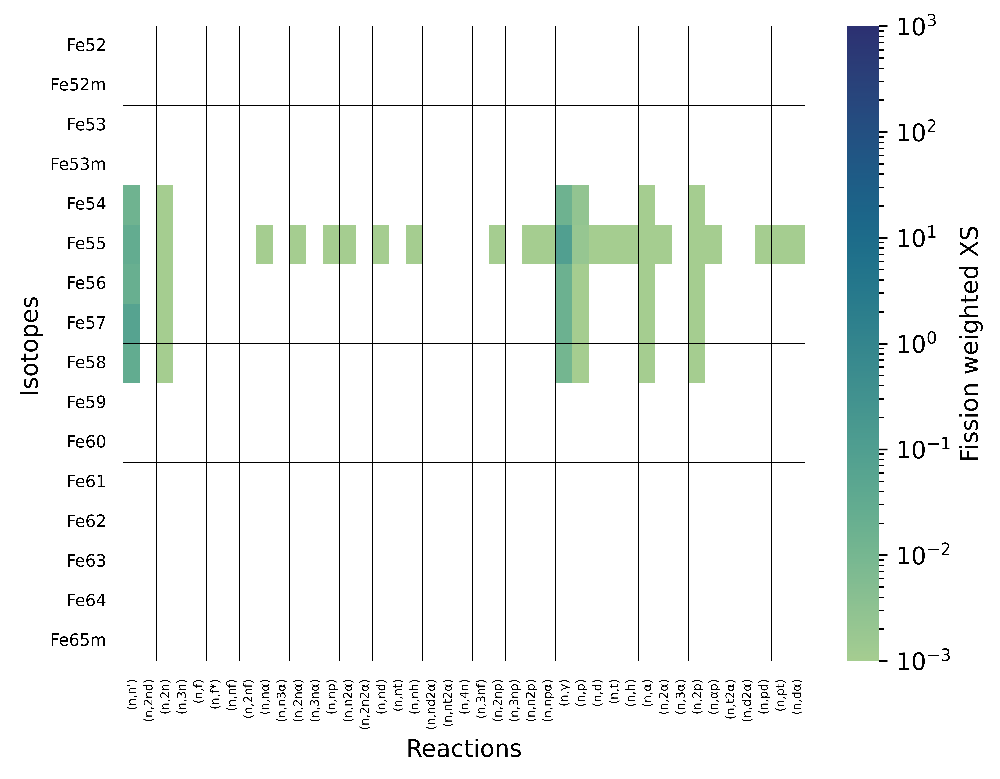 Fe52
Fe52m
Fe53
Fe53m
Fe54
Fe55
Fe56
Fe57
Fe58
Fe59
Fe60
Fe61
Fe62
Fe63
Fe64
Fe65m
Isotopes
(n,n')
(n,2nd)
(n,2n)
(n,3n)
(n,f)
(n,f*)
(n,nf)
(n,2nf)
(n,nα)
(n,n3α)
(n,2nα)
(n,3nα)
(n,np)
(n,n2α)
(n,2n2α)
(n,nd)
(n,nt)
(n,nh)
(n,nd2α)
(n,nt2α)
(n,4n)
(n,3nf)
(n,2np)
(n,3np)
(n,n2p)
(n,npα)
(n,γ)
(n,p)
(n,d)
(n,t)
(n,h)
(n,α)
(n,2α)
(n,3α)
(n,2p)
(n,αp)
(n,t2α)
(n,d2α)
(n,pd)
(n,pt)
(n,dα)
Reactions
10³
10²
10¹
10⁰
10⁻¹
10⁻²
10⁻³
Fission weighted XS